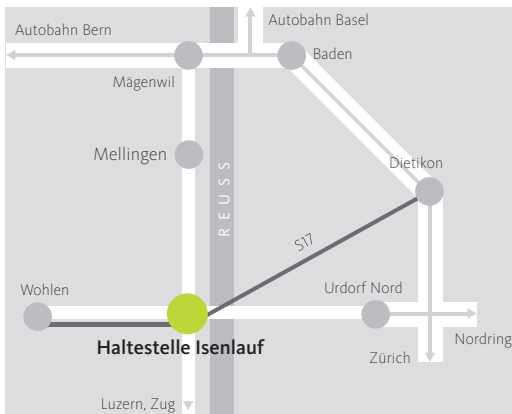 Autobahn Basel
Autobahn Bern
Baden
Mägenwil
Mellingen
Dietikon
REUSS
S17
Wohlen
Urdorf Nord
Haltestelle Isenlauf
Nordring
Zürich
Luzern, Zug